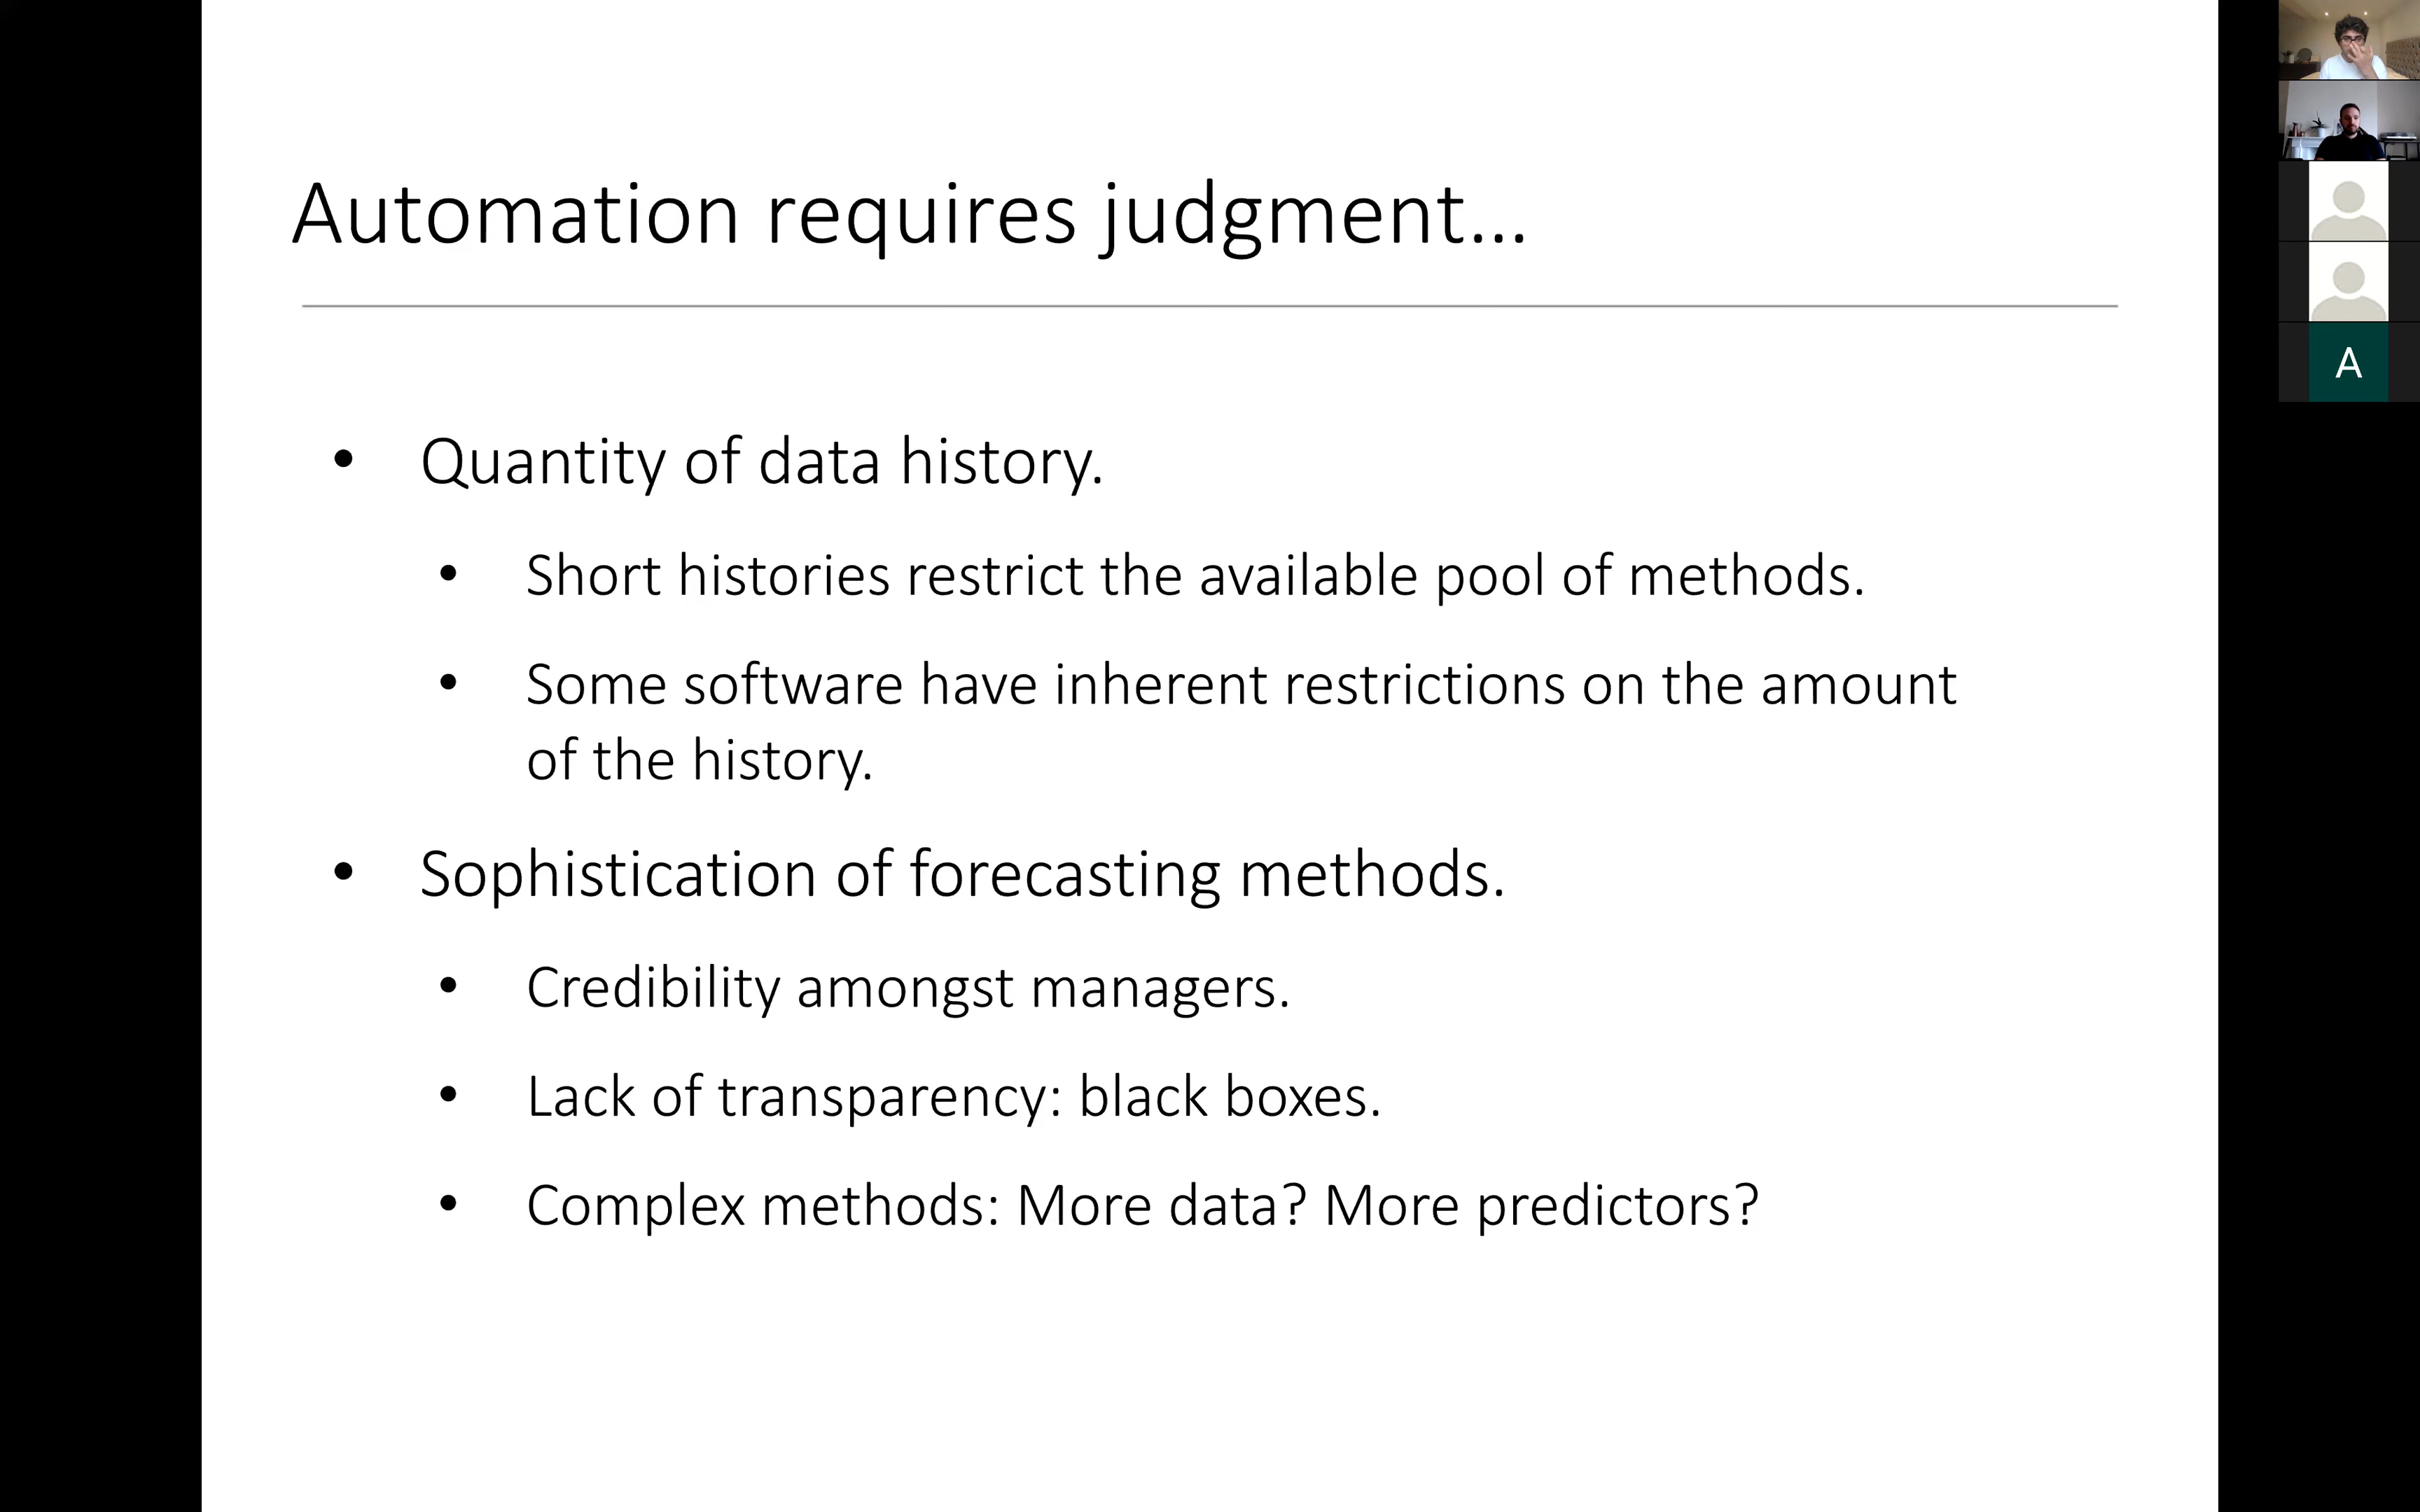 Automation requires judgment...
• Quantity of data history.
• Short histories restrict the available pool of methods.
• Some software have inherent restrictions on the amount
of the history.
• Sophistication of forecasting methods.
• Credibility amongst managers.
• Lack of transparency: black boxes.
• Complex methods: More data? More predictors?
A